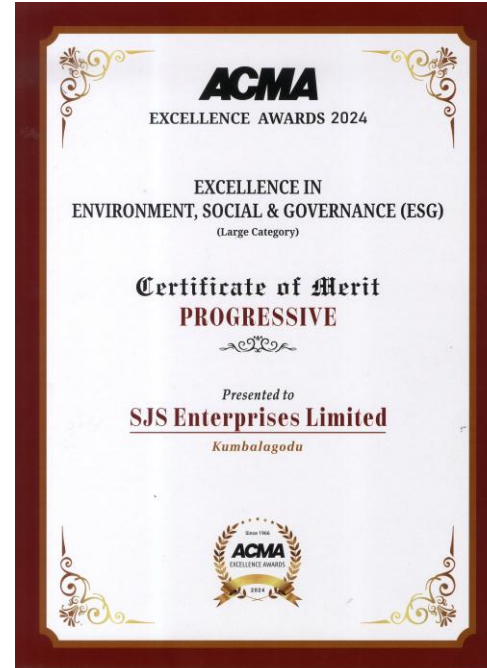 ACMA
EXCELLENCE AWARDS 2024
EXCELLENCE IN
ENVIRONMENT, SOCIAL & GOVERNANCE (ESG)
(Large Category)
Certificate of Merit
PROGRESSIVE
Presented to
SJS Enterprises Limited
Kumbalagodu
Since 1966
ACMA
EXCELLENCE AWARDS
2024